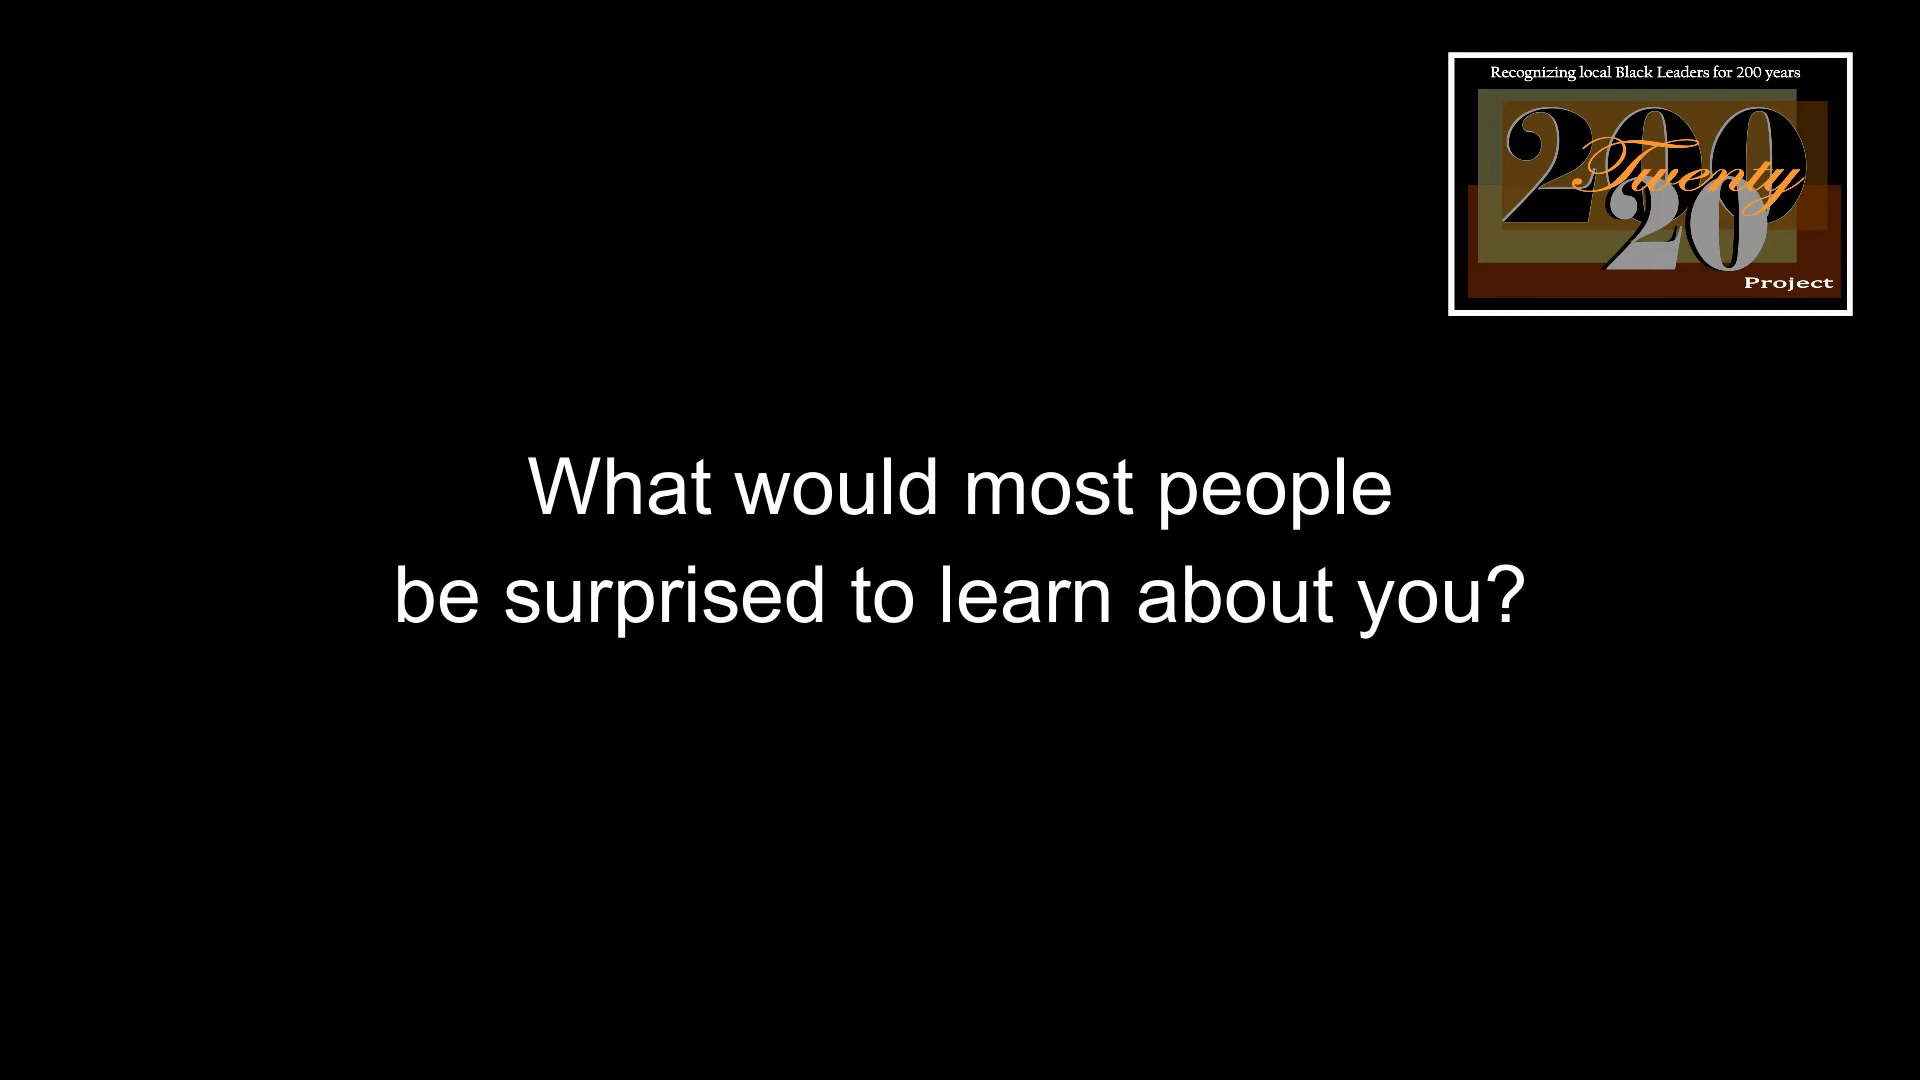 Recognizing local Black Leaders for 200 years
200
Twenty
20
Project
What would most people
be surprised to learn about you?